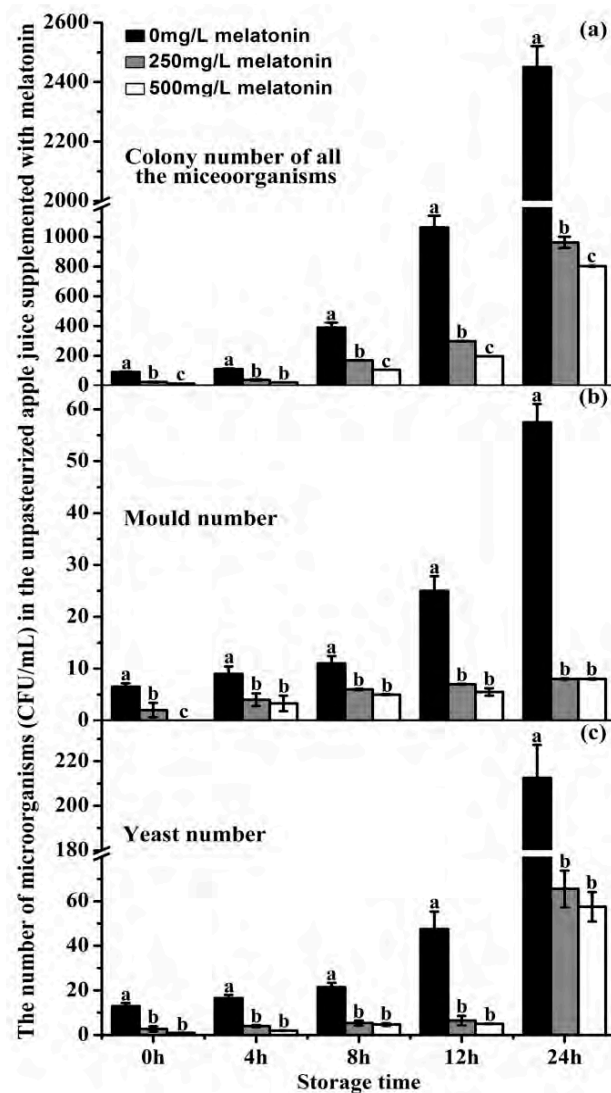 The number of microorganisms (CFU/mL) in the unpasteurized apple juice supplemented with melatonin
(a)
0mg/L melatonin
250mg/L melatonin
500mg/L melatonin
Colony number of all
the miceoorganisms
2600
2400
2200
2000
1000
800
600
400
200
0
a b c
a b b
a b c
a b c
a b c
(b)
Mould number
60
50
40
30
20
10
0
a b c
a b b
a b b
a b b
a b b
(c)
Yeast number
220
200
180
60
40
20
0
a b b
a b b
a b b
a b b
a b b
0h 4h 8h 12h 24h
Storage time